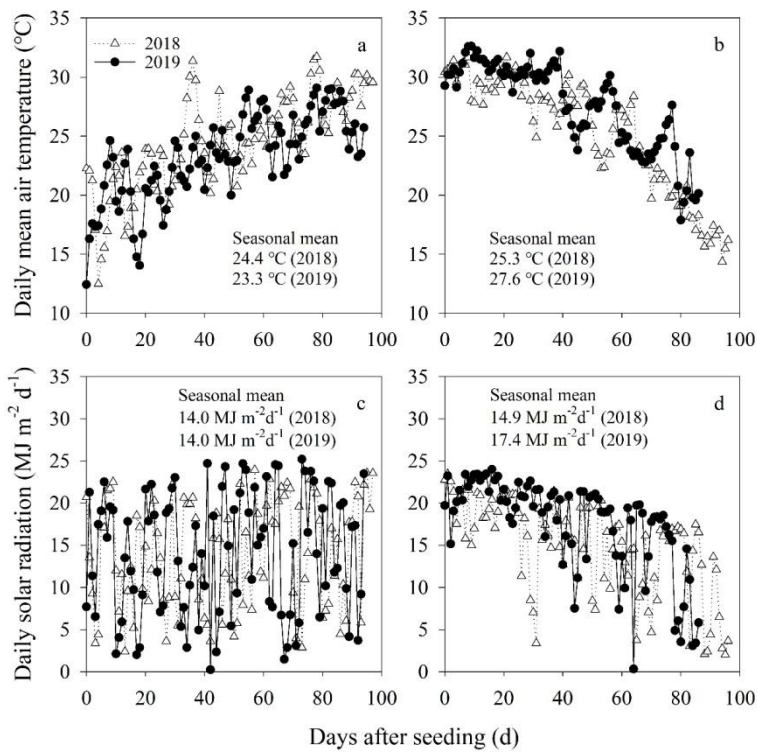 Daily mean air temperature (℃)
35
30
25
20
15
10
2018
2019
a
Seasonal mean
24.4 ℃ (2018)
23.3 ℃ (2019)
0 20 40 60 80 100
35
30
25
20
15
10
b
Seasonal mean
25.3 ℃ (2018)
27.6 ℃ (2019)
0 20 40 60 80 100
Daily solar radiation (MJ m⁻² d⁻¹)
35
30
25
20
15
10
5
0
Seasonal mean
14.0 MJ m⁻²d⁻¹ (2018)
14.0 MJ m⁻²d⁻¹ (2019)
c
0 20 40 60 80 100
35
30
25
20
15
10
5
0
Seasonal mean
14.9 MJ m⁻²d⁻¹ (2018)
17.4 MJ m⁻²d⁻¹ (2019)
d
0 20 40 60 80 100
Days after seeding (d)